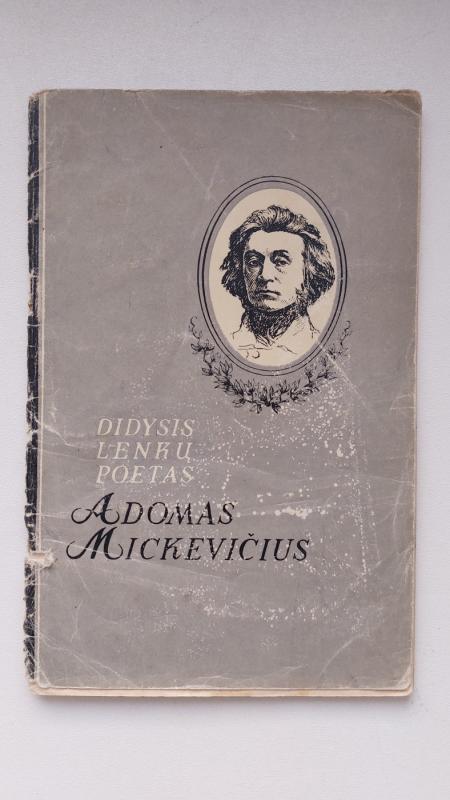 DIDYSIS
LENKŲ
POETAS
ADOMAS
MICKEVIČIUS